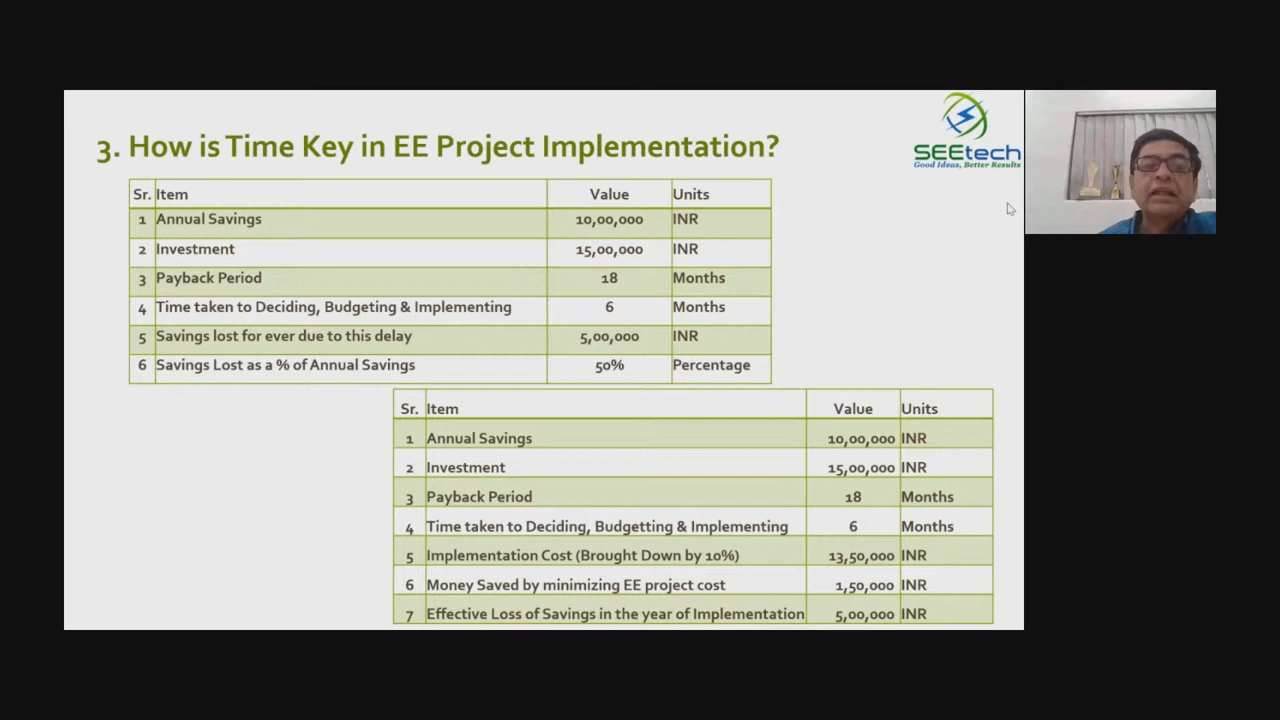 3. How is Time Key in EE Project Implementation?
SEEtech
Good Ideas, Better Results
Sr. Item Value Units
1 Annual Savings 10,00,000 INR
2 Investment 15,00,000 INR
3 Payback Period 18 Months
4 Time taken to Deciding, Budgeting & Implementing 6 Months
5 Savings lost for ever due to this delay 5,00,000 INR
6 Savings Lost as a % of Annual Savings 50% Percentage
Sr. Item Value Units
1 Annual Savings 10,00,000 INR
2 Investment 15,00,000 INR
3 Payback Period 18 Months
4 Time taken to Deciding, Budgetting & Implementing 6 Months
5 Implementation Cost (Brought Down by 10%) 13,50,000 INR
6 Money Saved by minimizing EE project cost 1,50,000 INR
7 Effective Loss of Savings in the year of Implementation 5,00,000 INR